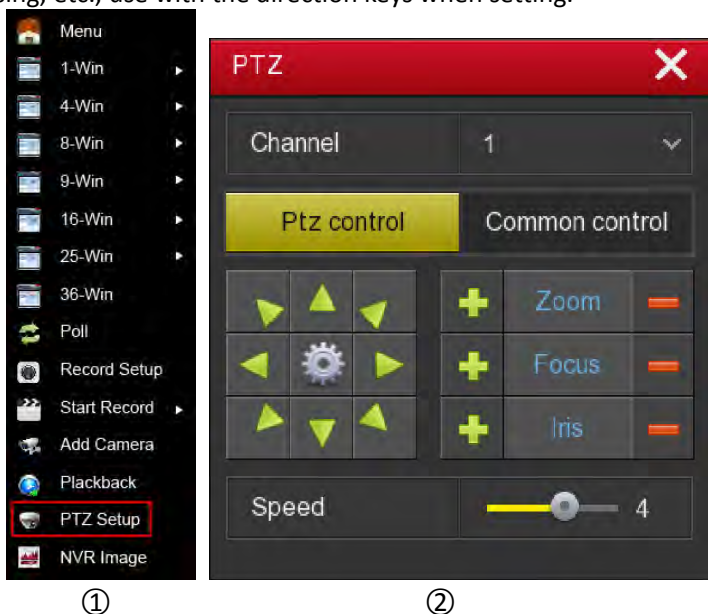 sing, etc., use with the direction keys when setting.
Menu
1-Win
4-Win
8-Win
9-Win
16-Win
25-Win
36-Win
Poll
Record Setup
Start Record
Add Camera
Plackback
PTZ Setup
NVR Image
①
PTZ
Channel 1
Ptz control Common control
Zoom
Focus
Iris
Speed 4
②